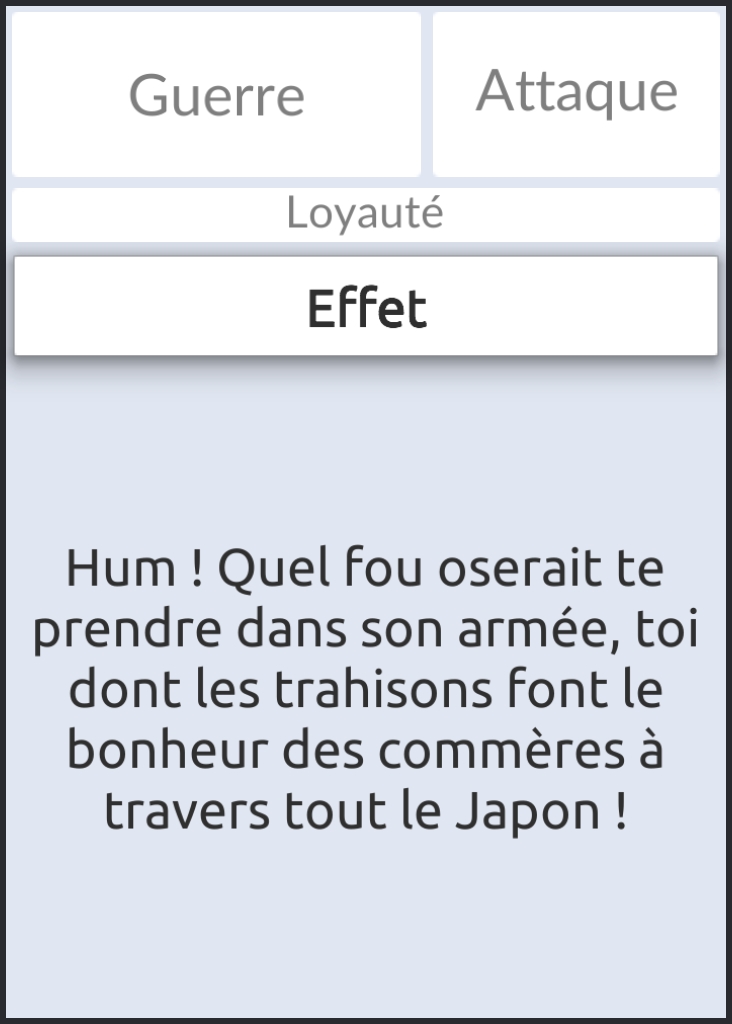 Guerre
Attaque
Loyauté
Effet
Hum ! Quel fou oserait te
prendre dans son armée, toi
dont les trahisons font le
bonheur des commères à
travers tout le Japon !